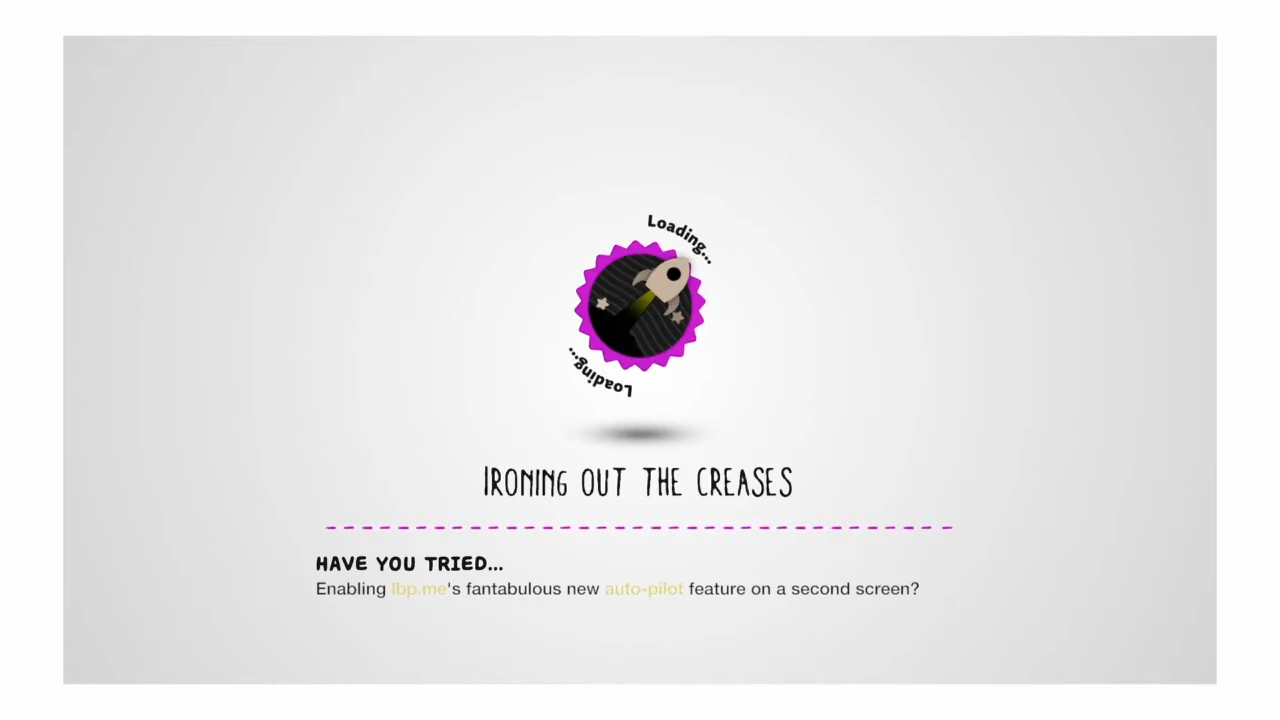 Loading...
Loading...
Ironing out the creases
Have you tried...
Enabling lbp.me's fantabulous new auto-pilot feature on a second screen?